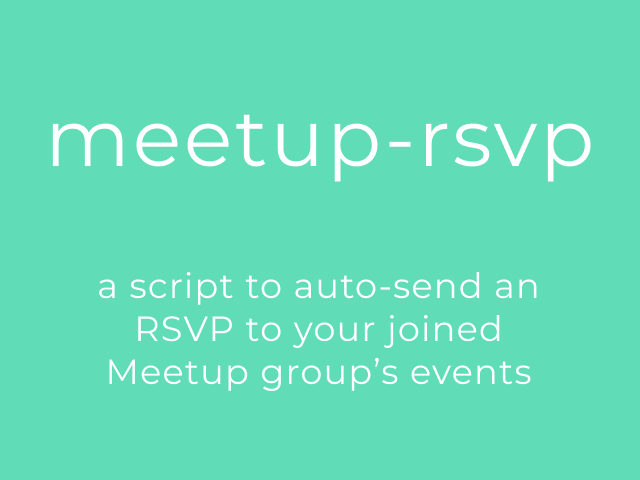 meetup-rsvp
a script to auto-send an
RSVP to your joined
Meetup group’s events